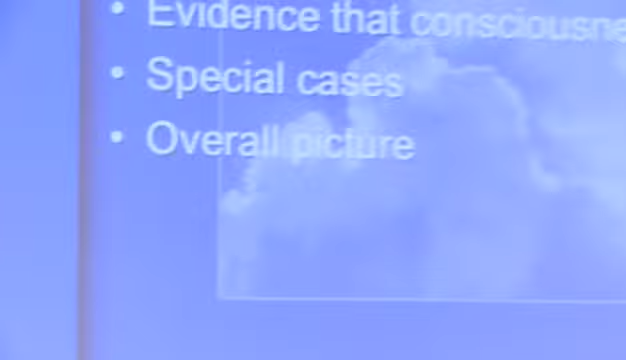 • Evidence that consciousne
• Special cases
• Overall picture